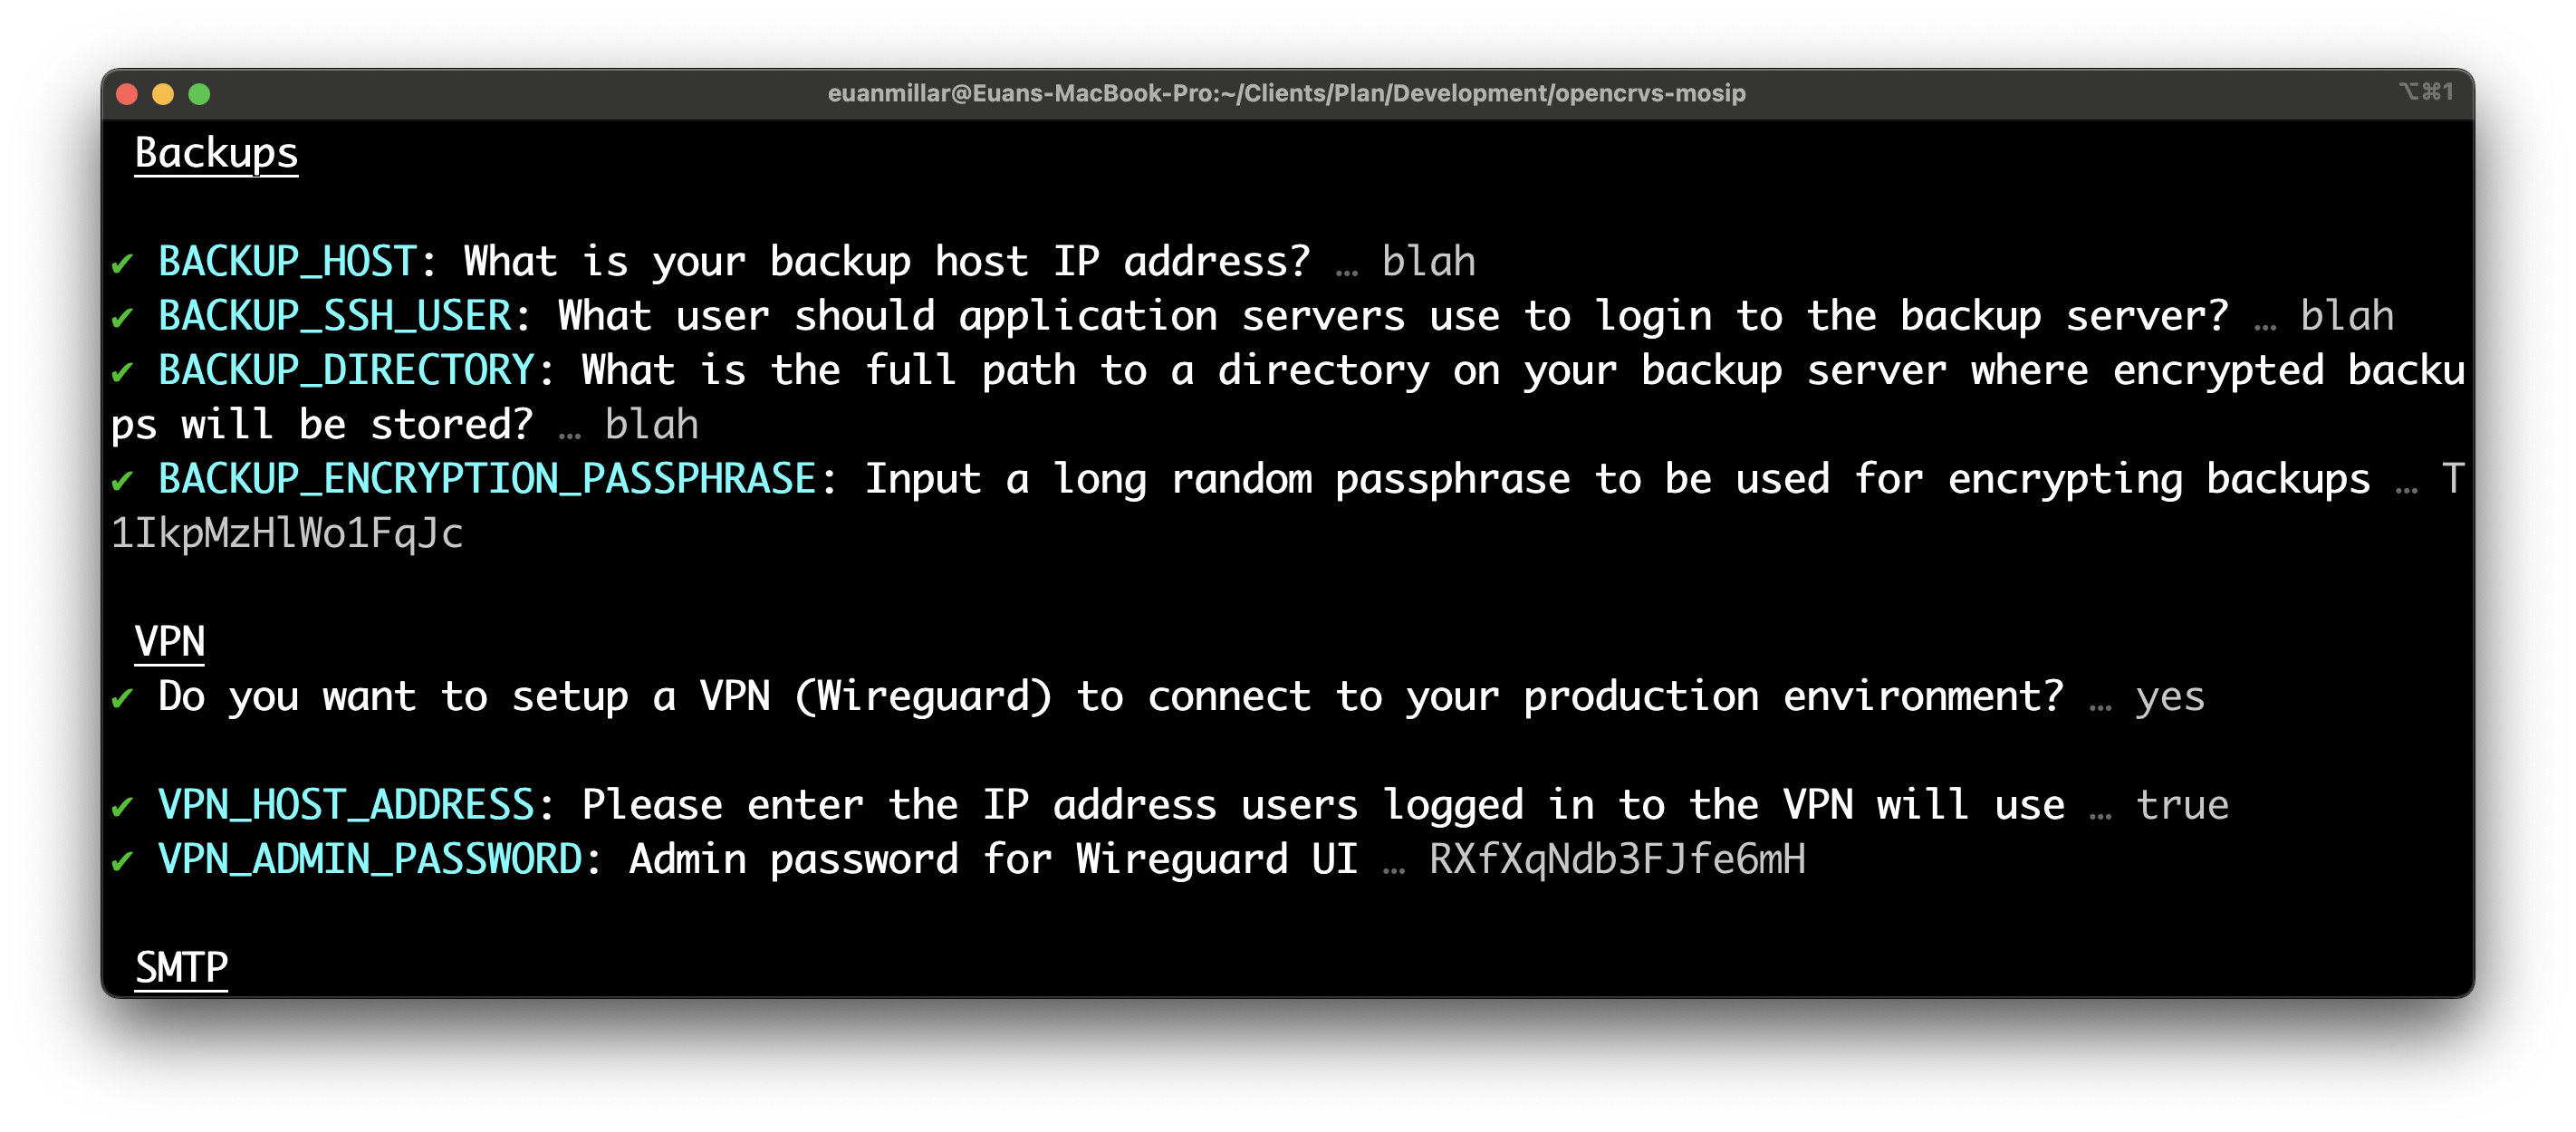 euanmillar@Euans-MacBook-Pro:~/Clients/Plan/Development/opencrvs-mosip
⌥⌘1
Backups
✔ BACKUP_HOST: What is your backup host IP address? … blah
✔ BACKUP_SSH_USER: What user should application servers use to login to the backup server? … blah
✔ BACKUP_DIRECTORY: What is the full path to a directory on your backup server where encrypted backu
ps will be stored? … blah
✔ BACKUP_ENCRYPTION_PASSPHRASE: Input a long random passphrase to be used for encrypting backups … T
1IkpMzHlWo1FqJc
VPN
✔ Do you want to setup a VPN (Wireguard) to connect to your production environment? … yes
✔ VPN_HOST_ADDRESS: Please enter the IP address users logged in to the VPN will use … true
✔ VPN_ADMIN_PASSWORD: Admin password for Wireguard UI … RXfXqNdb3FJfe6mH
SMTP